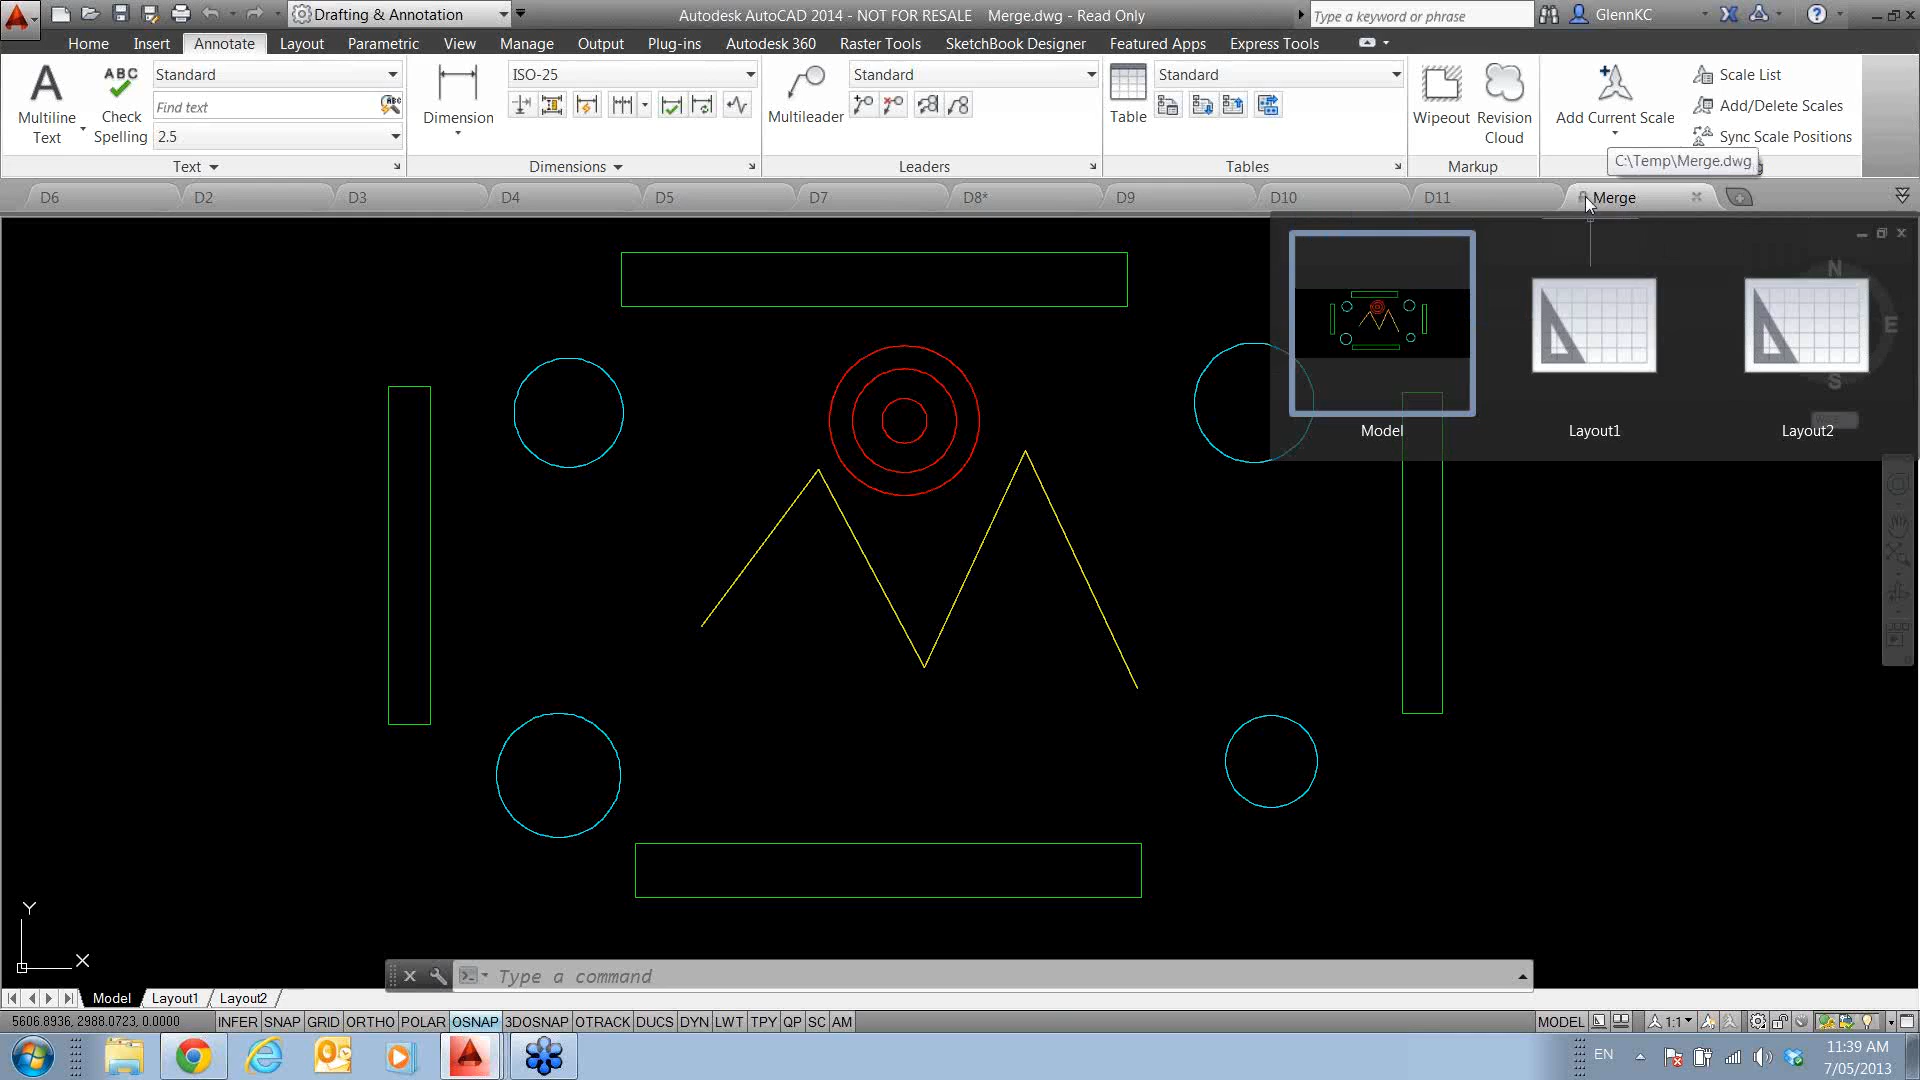 Drafting & Annotation
Autodesk AutoCAD 2014 - NOT FOR RESALE Merge.dwg - Read Only
Type a keyword or phrase
GlennKC
Home Insert Annotate Layout Parametric View Manage Output Plug-ins Autodesk 360 Raster Tools SketchBook Designer Featured Apps Express Tools
A ABC Standard ISO-25 Standard Standard Scale List
Find text
Multiline Text
Check Spelling
2.5
Dimension
Multileader
Table
Wipeout
Revision Cloud
Add Current Scale
Add/Delete Scales
Sync Scale Positions
Text Dimensions Leaders Tables Markup
C:\Temp\Merge.dwg
D6 D2 D3 D4 D5 D7 D8* D9 D10 D11 Merge
N
E
S
Model Layout1 Layout2
Y
X
Type a command
Model Layout1 Layout2
5606.8936, 2988.0723, 0.0000 INFER SNAP GRID ORTHO POLAR OSNAP 3DOSNAP OTRACK DUCS DYN LWT TPY QP SC AM MODEL 1:1
EN
11:39 AM
7/05/2013